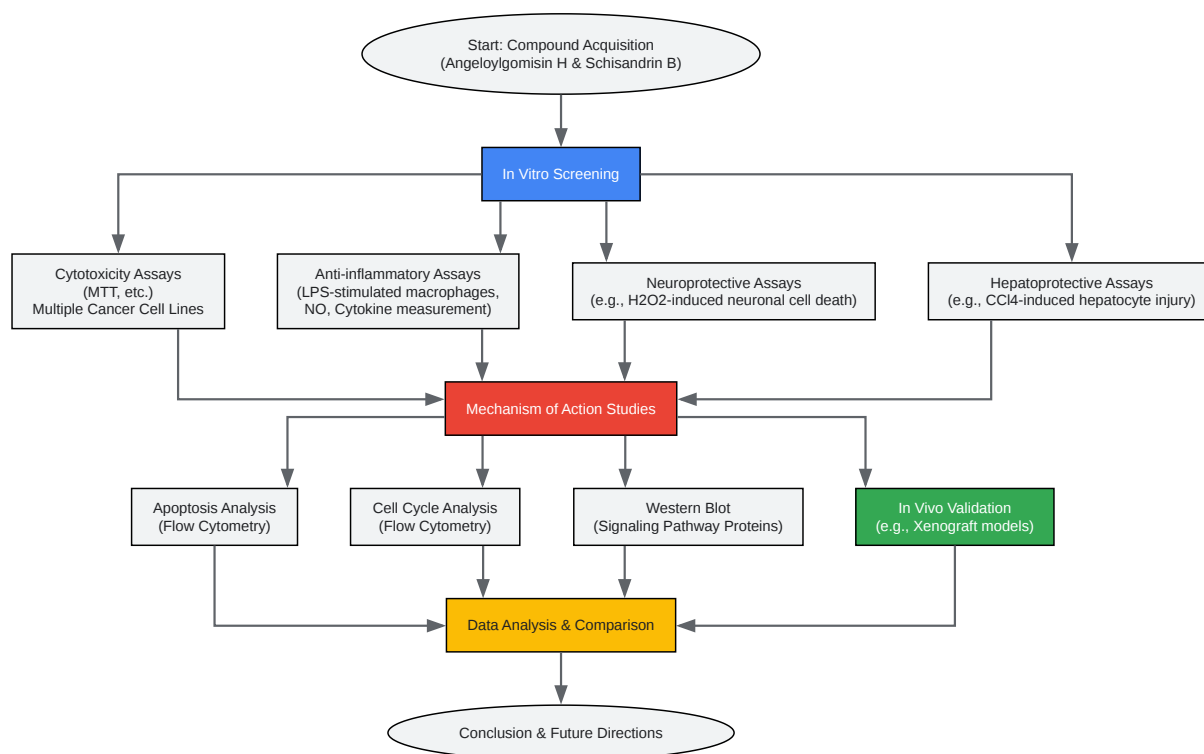 Start: Compound Acquisition
(Angeloylgomisin H & Schisandrin B)
In Vitro Screening
Cytotoxicity Assays
(MTT, etc.)
Multiple Cancer Cell Lines
Anti-inflammatory Assays
(LPS-stimulated macrophages,
NO, Cytokine measurement)
Neuroprotective Assays
(e.g., H2O2-induced neuronal cell death)
Hepatoprotective Assays
(e.g., CCl4-induced hepatocyte injury)
Mechanism of Action Studies
Apoptosis Analysis
(Flow Cytometry)
Cell Cycle Analysis
(Flow Cytometry)
Western Blot
(Signaling Pathway Proteins)
In Vivo Validation
(e.g., Xenograft models)
Data Analysis & Comparison
Conclusion & Future Directions